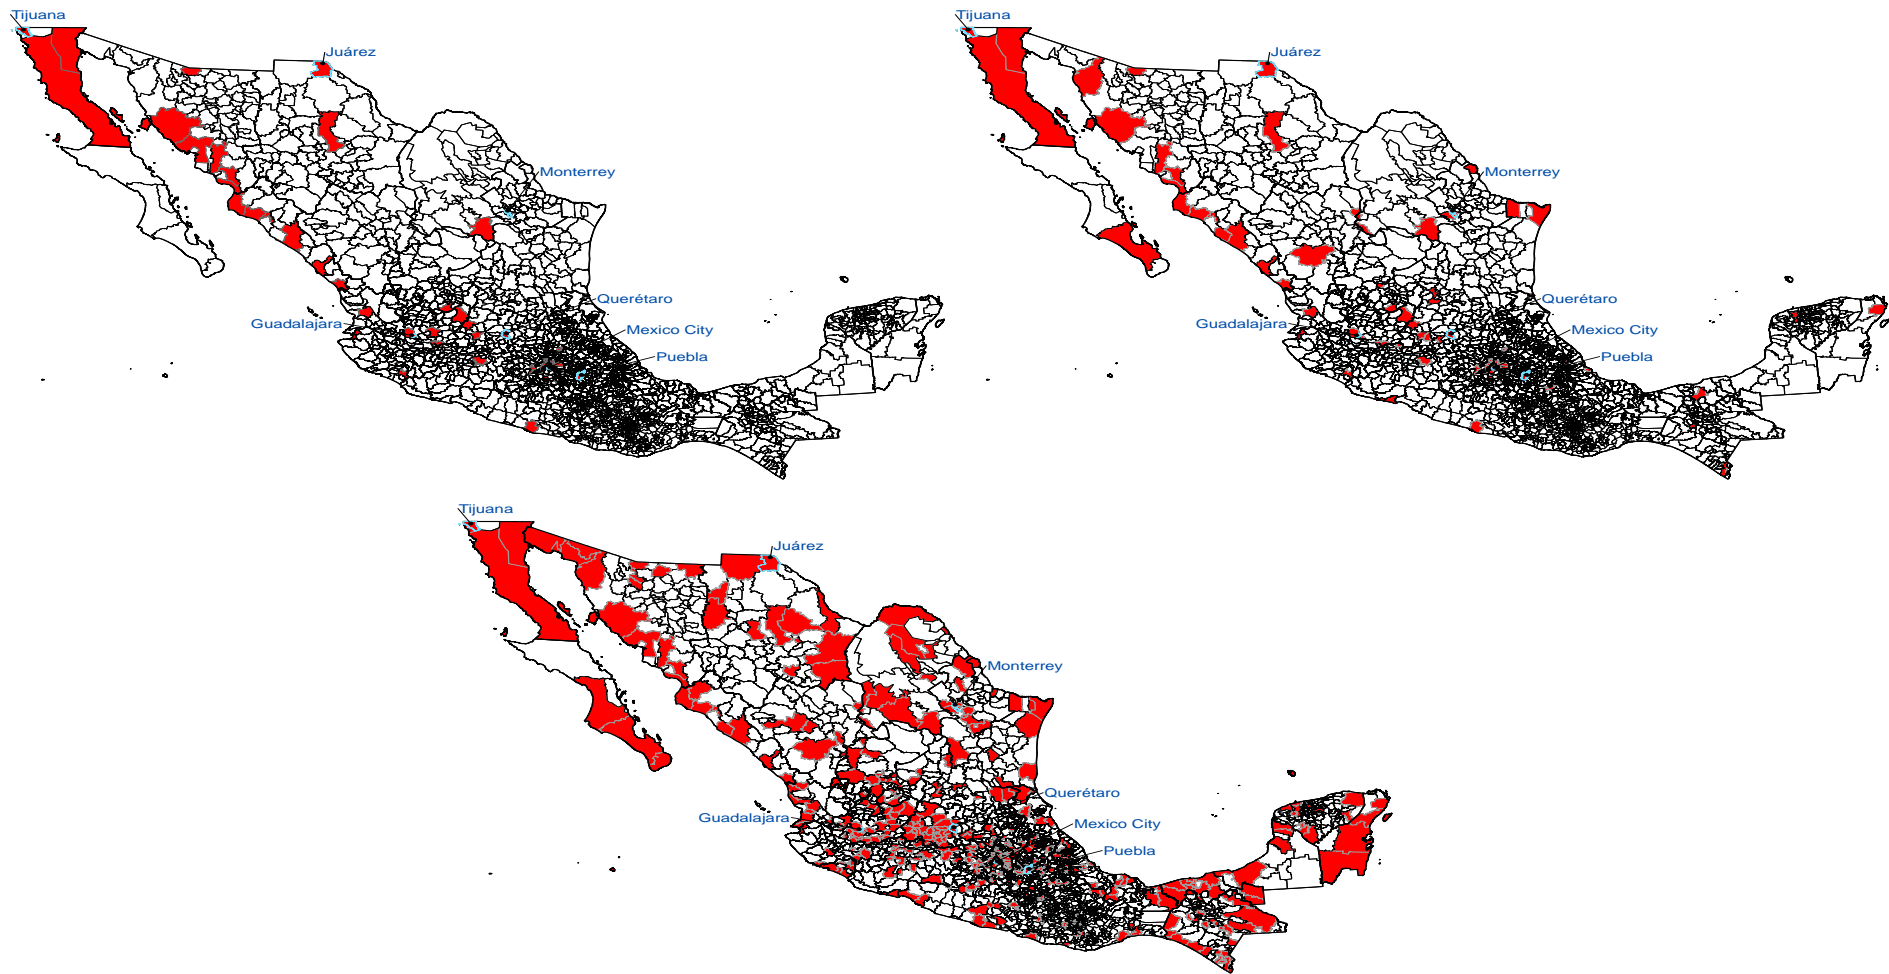 Tijuana
Juárez
Monterrey
Querétaro
Guadalajara
Mexico City
Puebla
Tijuana
Juárez
Monterrey
Querétaro
Guadalajara
Mexico City
Puebla
Tijuana
Juárez
Monterrey
Querétaro
Guadalajara
Mexico City
Puebla